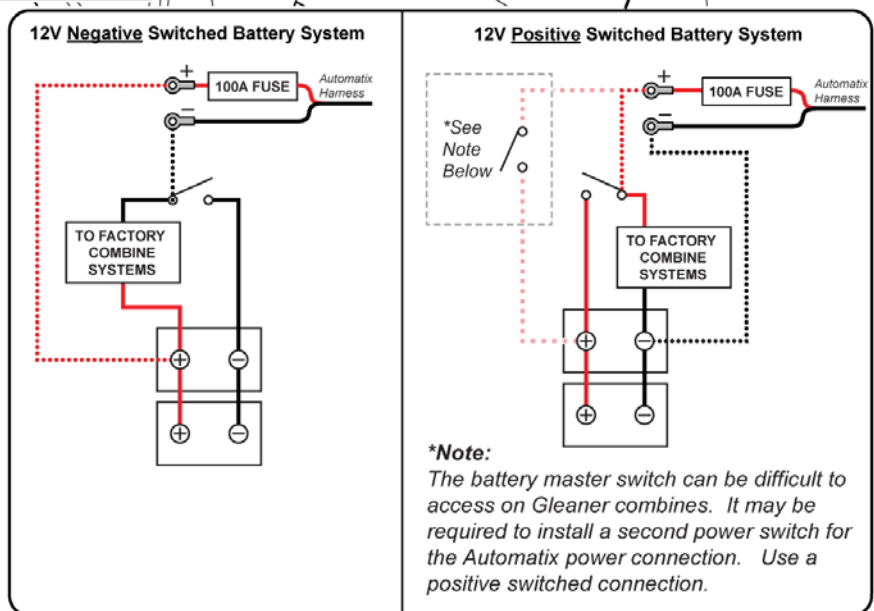 12V Negative Switched Battery System
+
100A FUSE
Automatix
Harness
−
TO FACTORY
COMBINE
SYSTEMS
+
−
+
−
12V Positive Switched Battery System
+
100A FUSE
Automatix
Harness
−
*See
Note
Below
TO FACTORY
COMBINE
SYSTEMS
+
−
+
−
*Note:
The battery master switch can be difficult to
access on Gleaner combines. It may be
required to install a second power switch for
the Automatix power connection. Use a
positive switched connection.